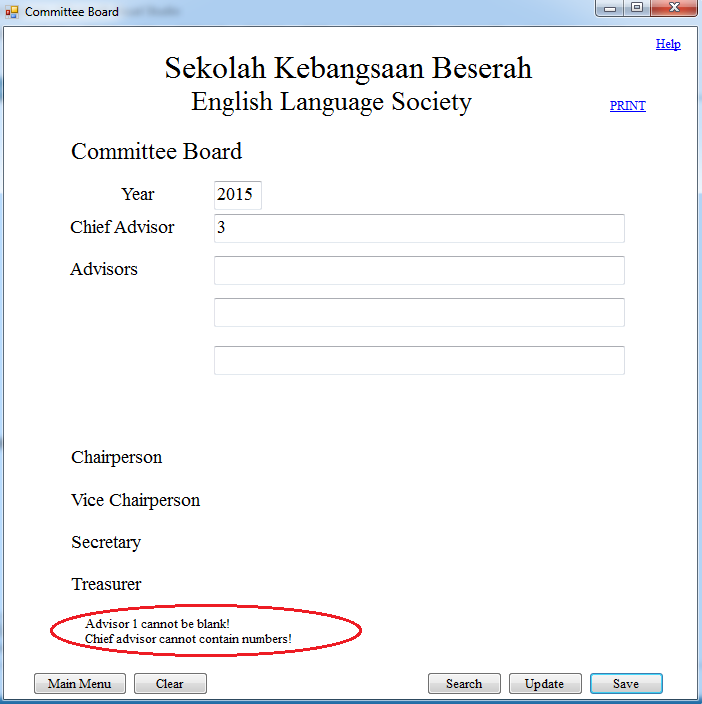 Committee Board
Help
Sekolah Kebangsaan Beserah
English Language Society
PRINT
Committee Board
Year 2015
Chief Advisor 3
Advisors
Chairperson
Vice Chairperson
Secretary
Treasurer
Advisor 1 cannot be blank!
Chief advisor cannot contain numbers!
Main Menu Clear Search Update Save